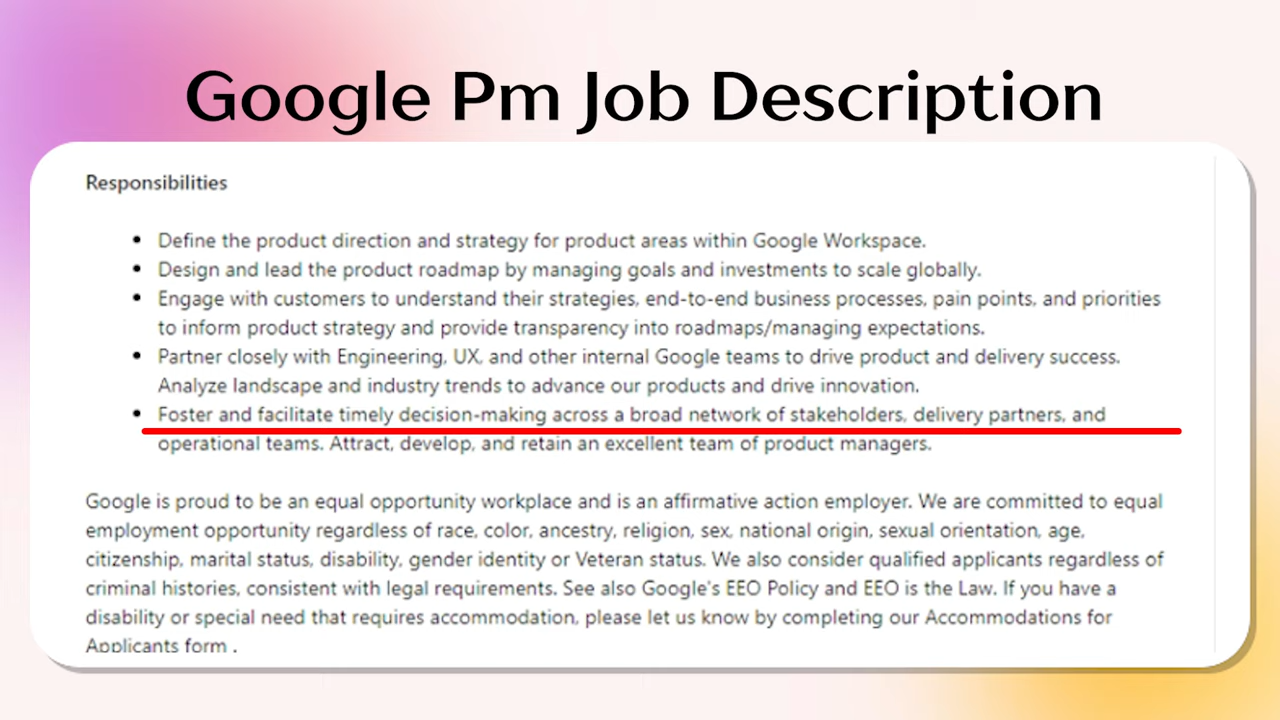 Google Pm Job Description
Responsibilities
• Define the product direction and strategy for product areas within Google Workspace.
• Design and lead the product roadmap by managing goals and investments to scale globally.
• Engage with customers to understand their strategies, end-to-end business processes, pain points, and priorities
to inform product strategy and provide transparency into roadmaps/managing expectations.
• Partner closely with Engineering, UX, and other internal Google teams to drive product and delivery success.
Analyze landscape and industry trends to advance our products and drive innovation.
• Foster and facilitate timely decision-making across a broad network of stakeholders, delivery partners, and
operational teams. Attract, develop, and retain an excellent team of product managers.
Google is proud to be an equal opportunity workplace and is an affirmative action employer. We are committed to equal
employment opportunity regardless of race, color, ancestry, religion, sex, national origin, sexual orientation, age,
citizenship, marital status, disability, gender identity or Veteran status. We also consider qualified applicants regardless of
criminal histories, consistent with legal requirements. See also Google's EEO Policy and EEO is the Law. If you have a
disability or special need that requires accommodation, please let us know by completing our Accommodations for
Applicants form .